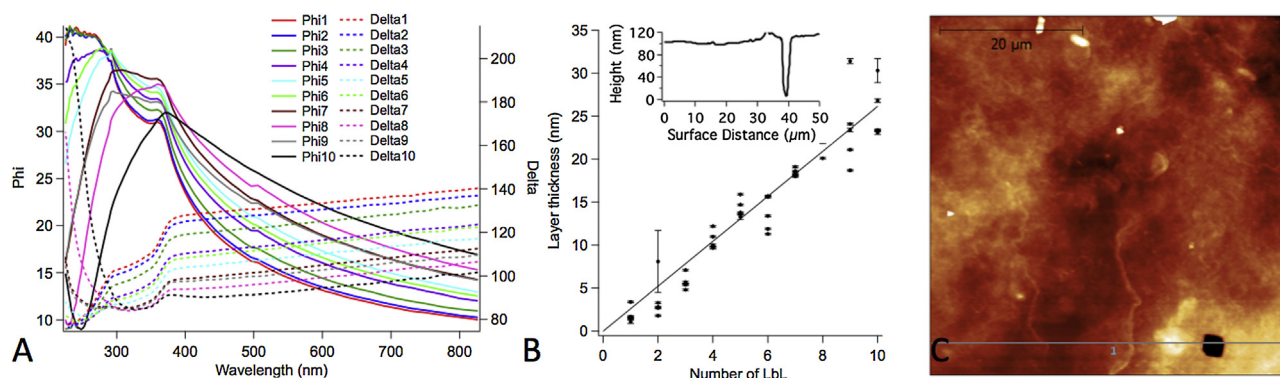 Phi1 Delta1
Phi2 Delta2
Phi3 Delta3
Phi4 Delta4
Phi5 Delta5
Phi6 Delta6
Phi7 Delta7
Phi8 Delta8
Phi9 Delta9
Phi10 Delta10
40
35
30
25
20
15
10
Phi
200
180
160
140
120
100
80
Delta
300 400 500 600 700 800
Wavelength (nm)
A
35
30
25
20
15
10
5
0
Layer thickness (nm)
0 2 4 6 8 10
Number of LbL
120
80
40
0
Height (nm)
0 10 20 30 40 50
Surface Distance (µm)
B
20 µm
1
C